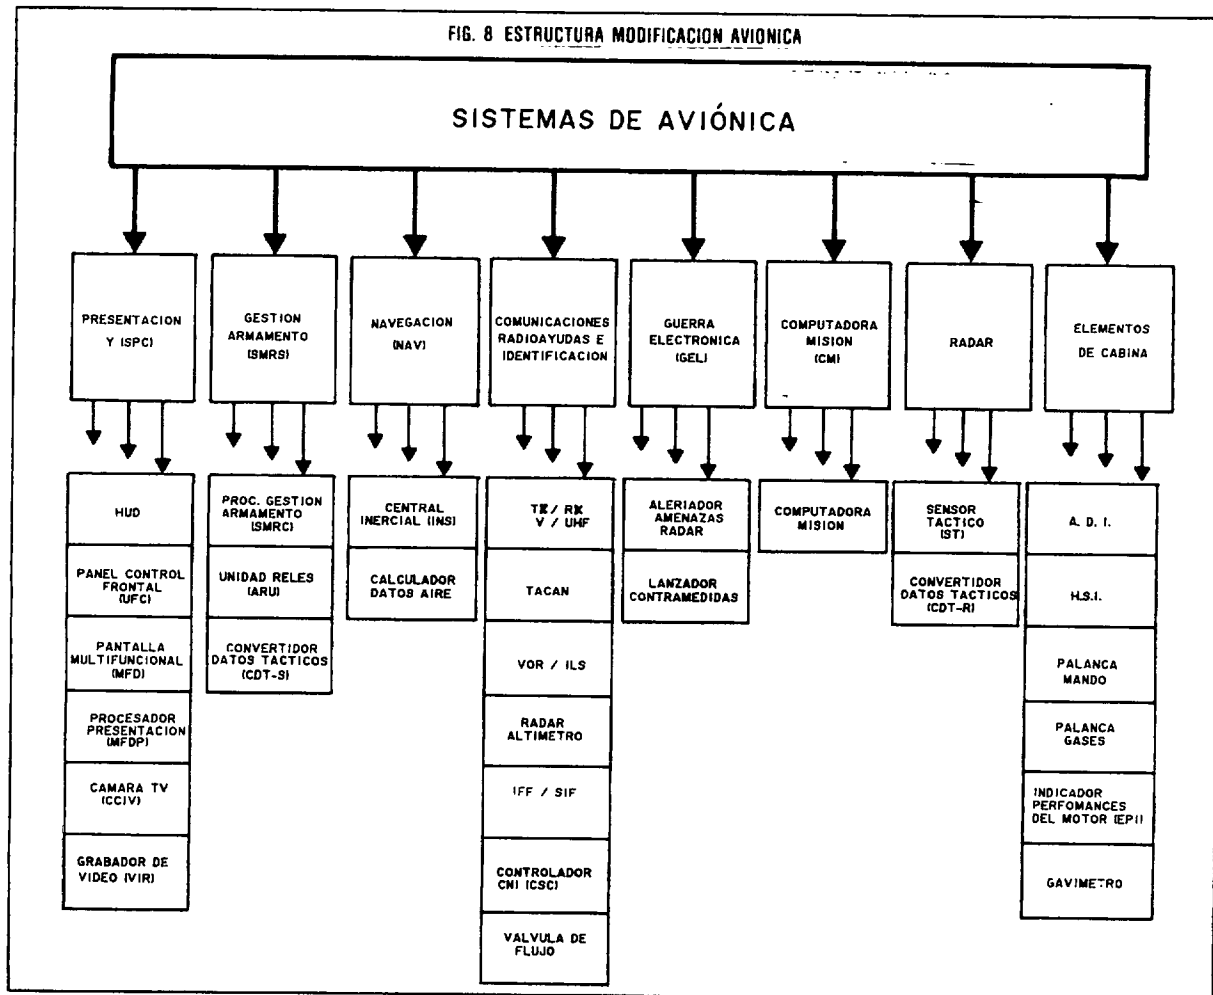 FIG. 8 ESTRUCTURA MODIFICACION AVIONICA
SISTEMAS DE AVIÓNICA
PRESENTACION
Y (SPC)
GESTION
ARMAMENTO
(SMRS)
NAVEGACION
(NAV)
COMUNICACIONES
RADIOAYUDAS E
IDENTIFICACION
GUERRA
ELECTRONICA
(GEL)
COMPUTADORA
MISION
(CM)
RADAR
ELEMENTOS
DE CABINA
HUD
PANEL CONTROL
FRONTAL
(UFC)
PANTALLA
MULTIFUNCIONAL
(MFD)
PROCESADOR
PRESENTACION
(MFDP)
CAMARA TV
(CCIV)
GRABADOR DE
VIDEO (VIR)
PROC. GESTION
ARMAMENTO
(SMRC)
UNIDAD RELES
(ARU)
CONVERTIDOR
DATOS TACTICOS
(CDT-S)
CENTRAL
INERCIAL (INS)
CALCULADOR
DATOS AIRE
TX / RX
V / UHF
TACAN
VOR / ILS
RADAR
ALTIMETRO
IFF / SIF
CONTROLADOR
CNI (CSC)
VALVULA DE
FLUJO
ALERIADOR
AMENAZAS
RADAR
LANZADOR
CONTRAMEDIDAS
COMPUTADORA
MISION
SENSOR
TACTICO
(ST)
CONVERTIDOR
DATOS TACTICOS
(CDT-R)
A. D. I.
H.S.I.
PALANCA
MANDO
PALANCA
GASES
INDICADOR
PERFOMANCES
DEL MOTOR (EPI)
GAVIMETRO